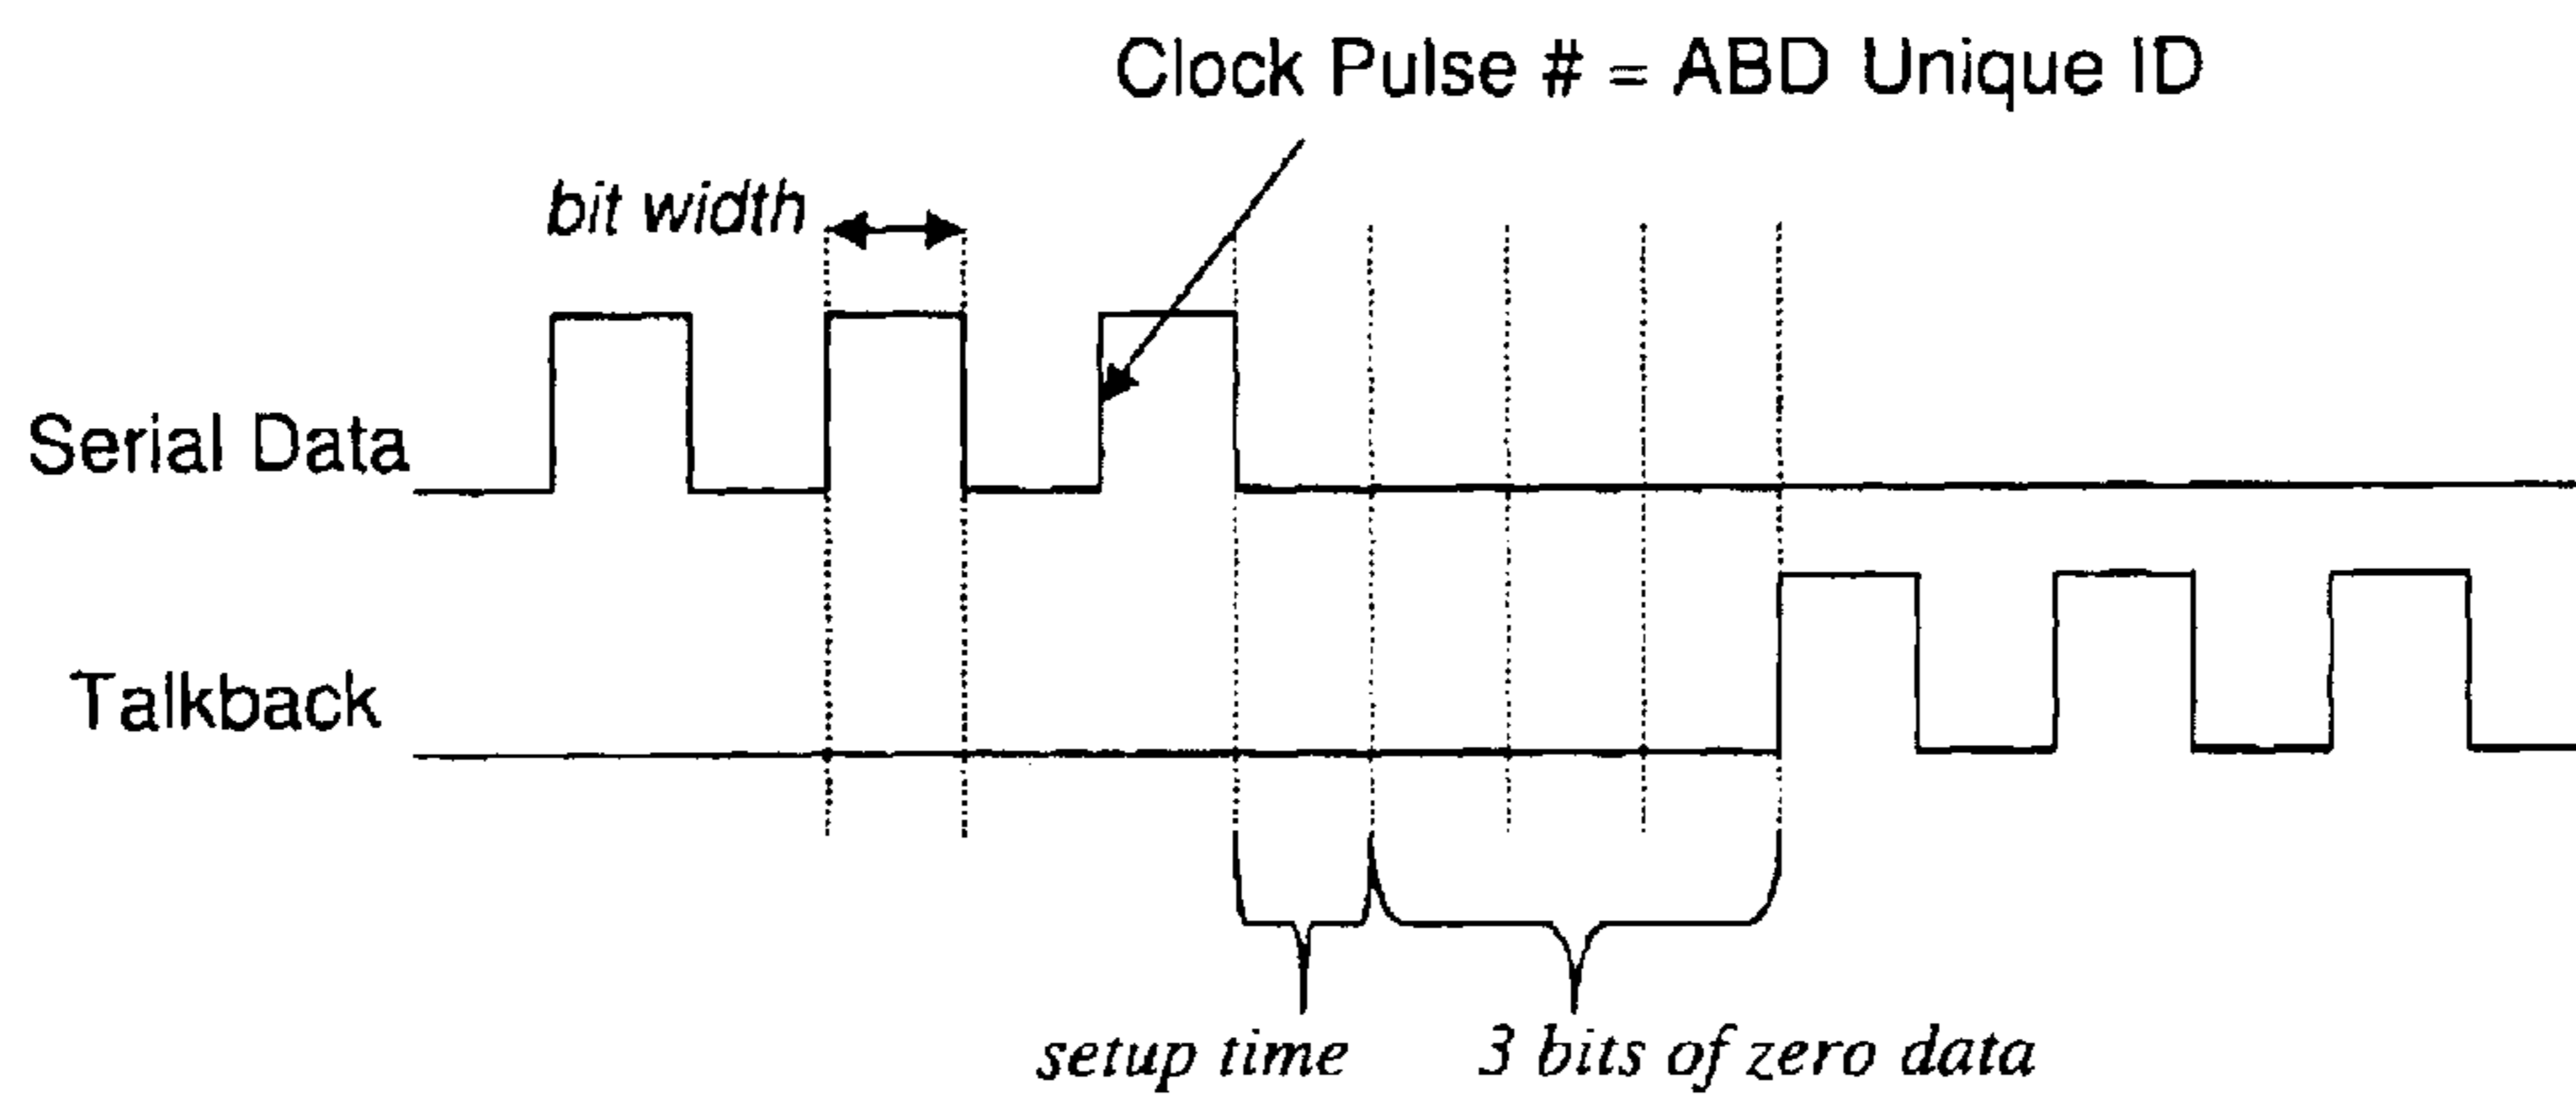 Clock Pulse # = ABD Unique ID
bit width
Serial Data
Talkback
setup time
3 bits of zero data